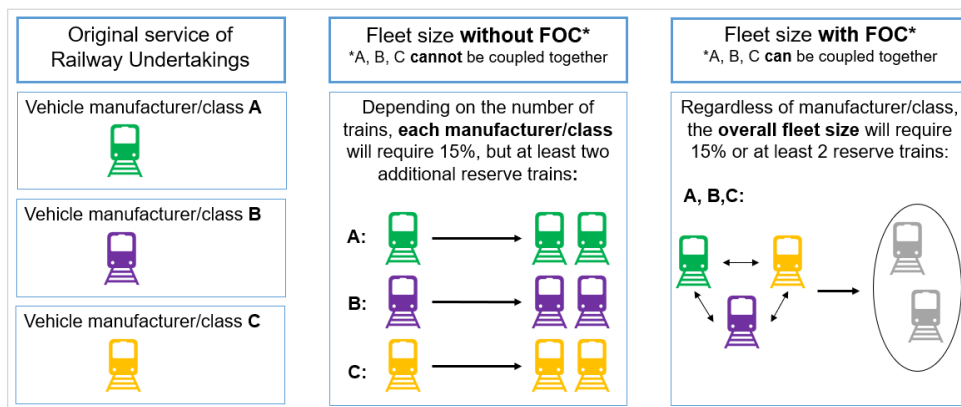 Original service of
Railway Undertakings
Vehicle manufacturer/class A
Vehicle manufacturer/class B
Vehicle manufacturer/class C
Fleet size without FOC*
*A, B, C cannot be coupled together
Depending on the number of
trains, each manufacturer/class
will require 15%, but at least two
additional reserve trains:
A:
B:
C:
Fleet size with FOC*
*A, B, C can be coupled together
Regardless of manufacturer/class,
the overall fleet size will require
15% or at least 2 reserve trains:
A, B,C: